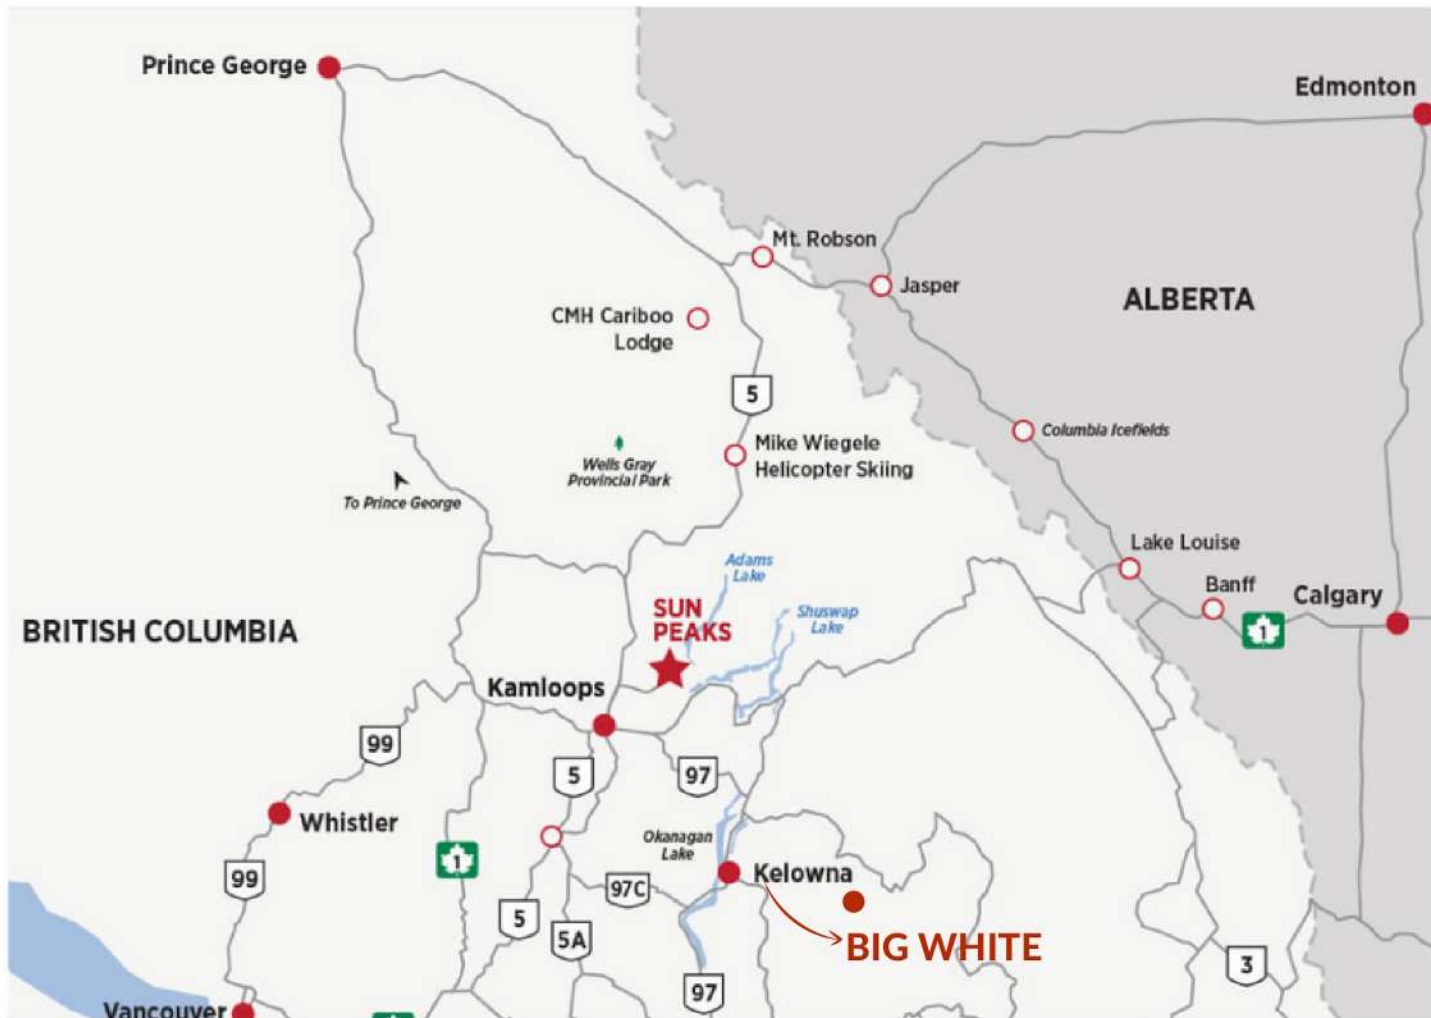 Prince George
Edmonton
Mt. Robson
Jasper
ALBERTA
CMH Cariboo
Lodge
5
Columbia Icefields
Mike Wiegele
Helicopter Skiing
Wells Gray
Provincial Park
To Prince George
Lake Louise
Adams
Lake
Banff
Calgary
1
SUN
PEAKS
Shuswap
Lake
BRITISH COLUMBIA
Kamloops
99
5
97
Whistler
Okanagan
Lake
1
99
Kelowna
97C
5
5A
BIG WHITE
3
97
Vancouver